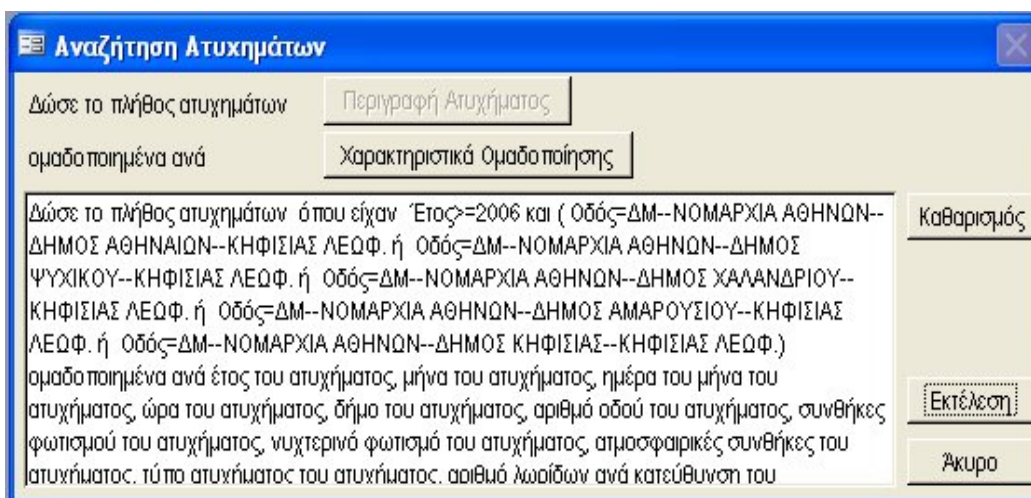 Αναζήτηση Ατυχημάτων
Δώσε το πλήθος ατυχημάτων
Περιγραφή Ατυχήματος
ομαδοποιημένα ανά
Χαρακτηριστικά Ομαδοποίησης
Δώσε το πλήθος ατυχημάτων όπου είχαν Έτος>=2006 και ( Οδός=ΔΜ--ΝΟΜΑΡΧΙΑ ΑΘΗΝΩΝ--
ΔΗΜΟΣ ΑΘΗΝΑΙΩΝ--ΚΗΦΙΣΙΑΣ ΛΕΩΦ. ή Οδός=ΔΜ--ΝΟΜΑΡΧΙΑ ΑΘΗΝΩΝ--ΔΗΜΟΣ
ΨΥΧΙΚΟΥ--ΚΗΦΙΣΙΑΣ ΛΕΩΦ. ή Οδός=ΔΜ--ΝΟΜΑΡΧΙΑ ΑΘΗΝΩΝ--ΔΗΜΟΣ ΧΑΛΑΝΔΡΙΟΥ--
ΚΗΦΙΣΙΑΣ ΛΕΩΦ. ή Οδός=ΔΜ--ΝΟΜΑΡΧΙΑ ΑΘΗΝΩΝ--ΔΗΜΟΣ ΑΜΑΡΟΥΣΙΟΥ--ΚΗΦΙΣΙΑΣ
ΛΕΩΦ. ή Οδός=ΔΜ--ΝΟΜΑΡΧΙΑ ΑΘΗΝΩΝ--ΔΗΜΟΣ ΚΗΦΙΣΙΑΣ--ΚΗΦΙΣΙΑΣ ΛΕΩΦ.)
ομαδοποιημένα ανά έτος του ατυχήματος, μήνα του ατυχήματος, ημέρα του μήνα του
ατυχήματος, ώρα του ατυχήματος, δήμο του ατυχήματος, αριθμό οδού του ατυχήματος, συνθήκες
φωτισμού του ατυχήματος, νυχτερινό φωτισμό του ατυχήματος, ατμοσφαιρικές συνθήκες του
ατυχήματος, τύπο ατυχήματος του ατυχήματος, αριθμό λωρίδων ανά κατεύθυνση του
Καθαρισμός
Εκτέλεση
Άκυρο